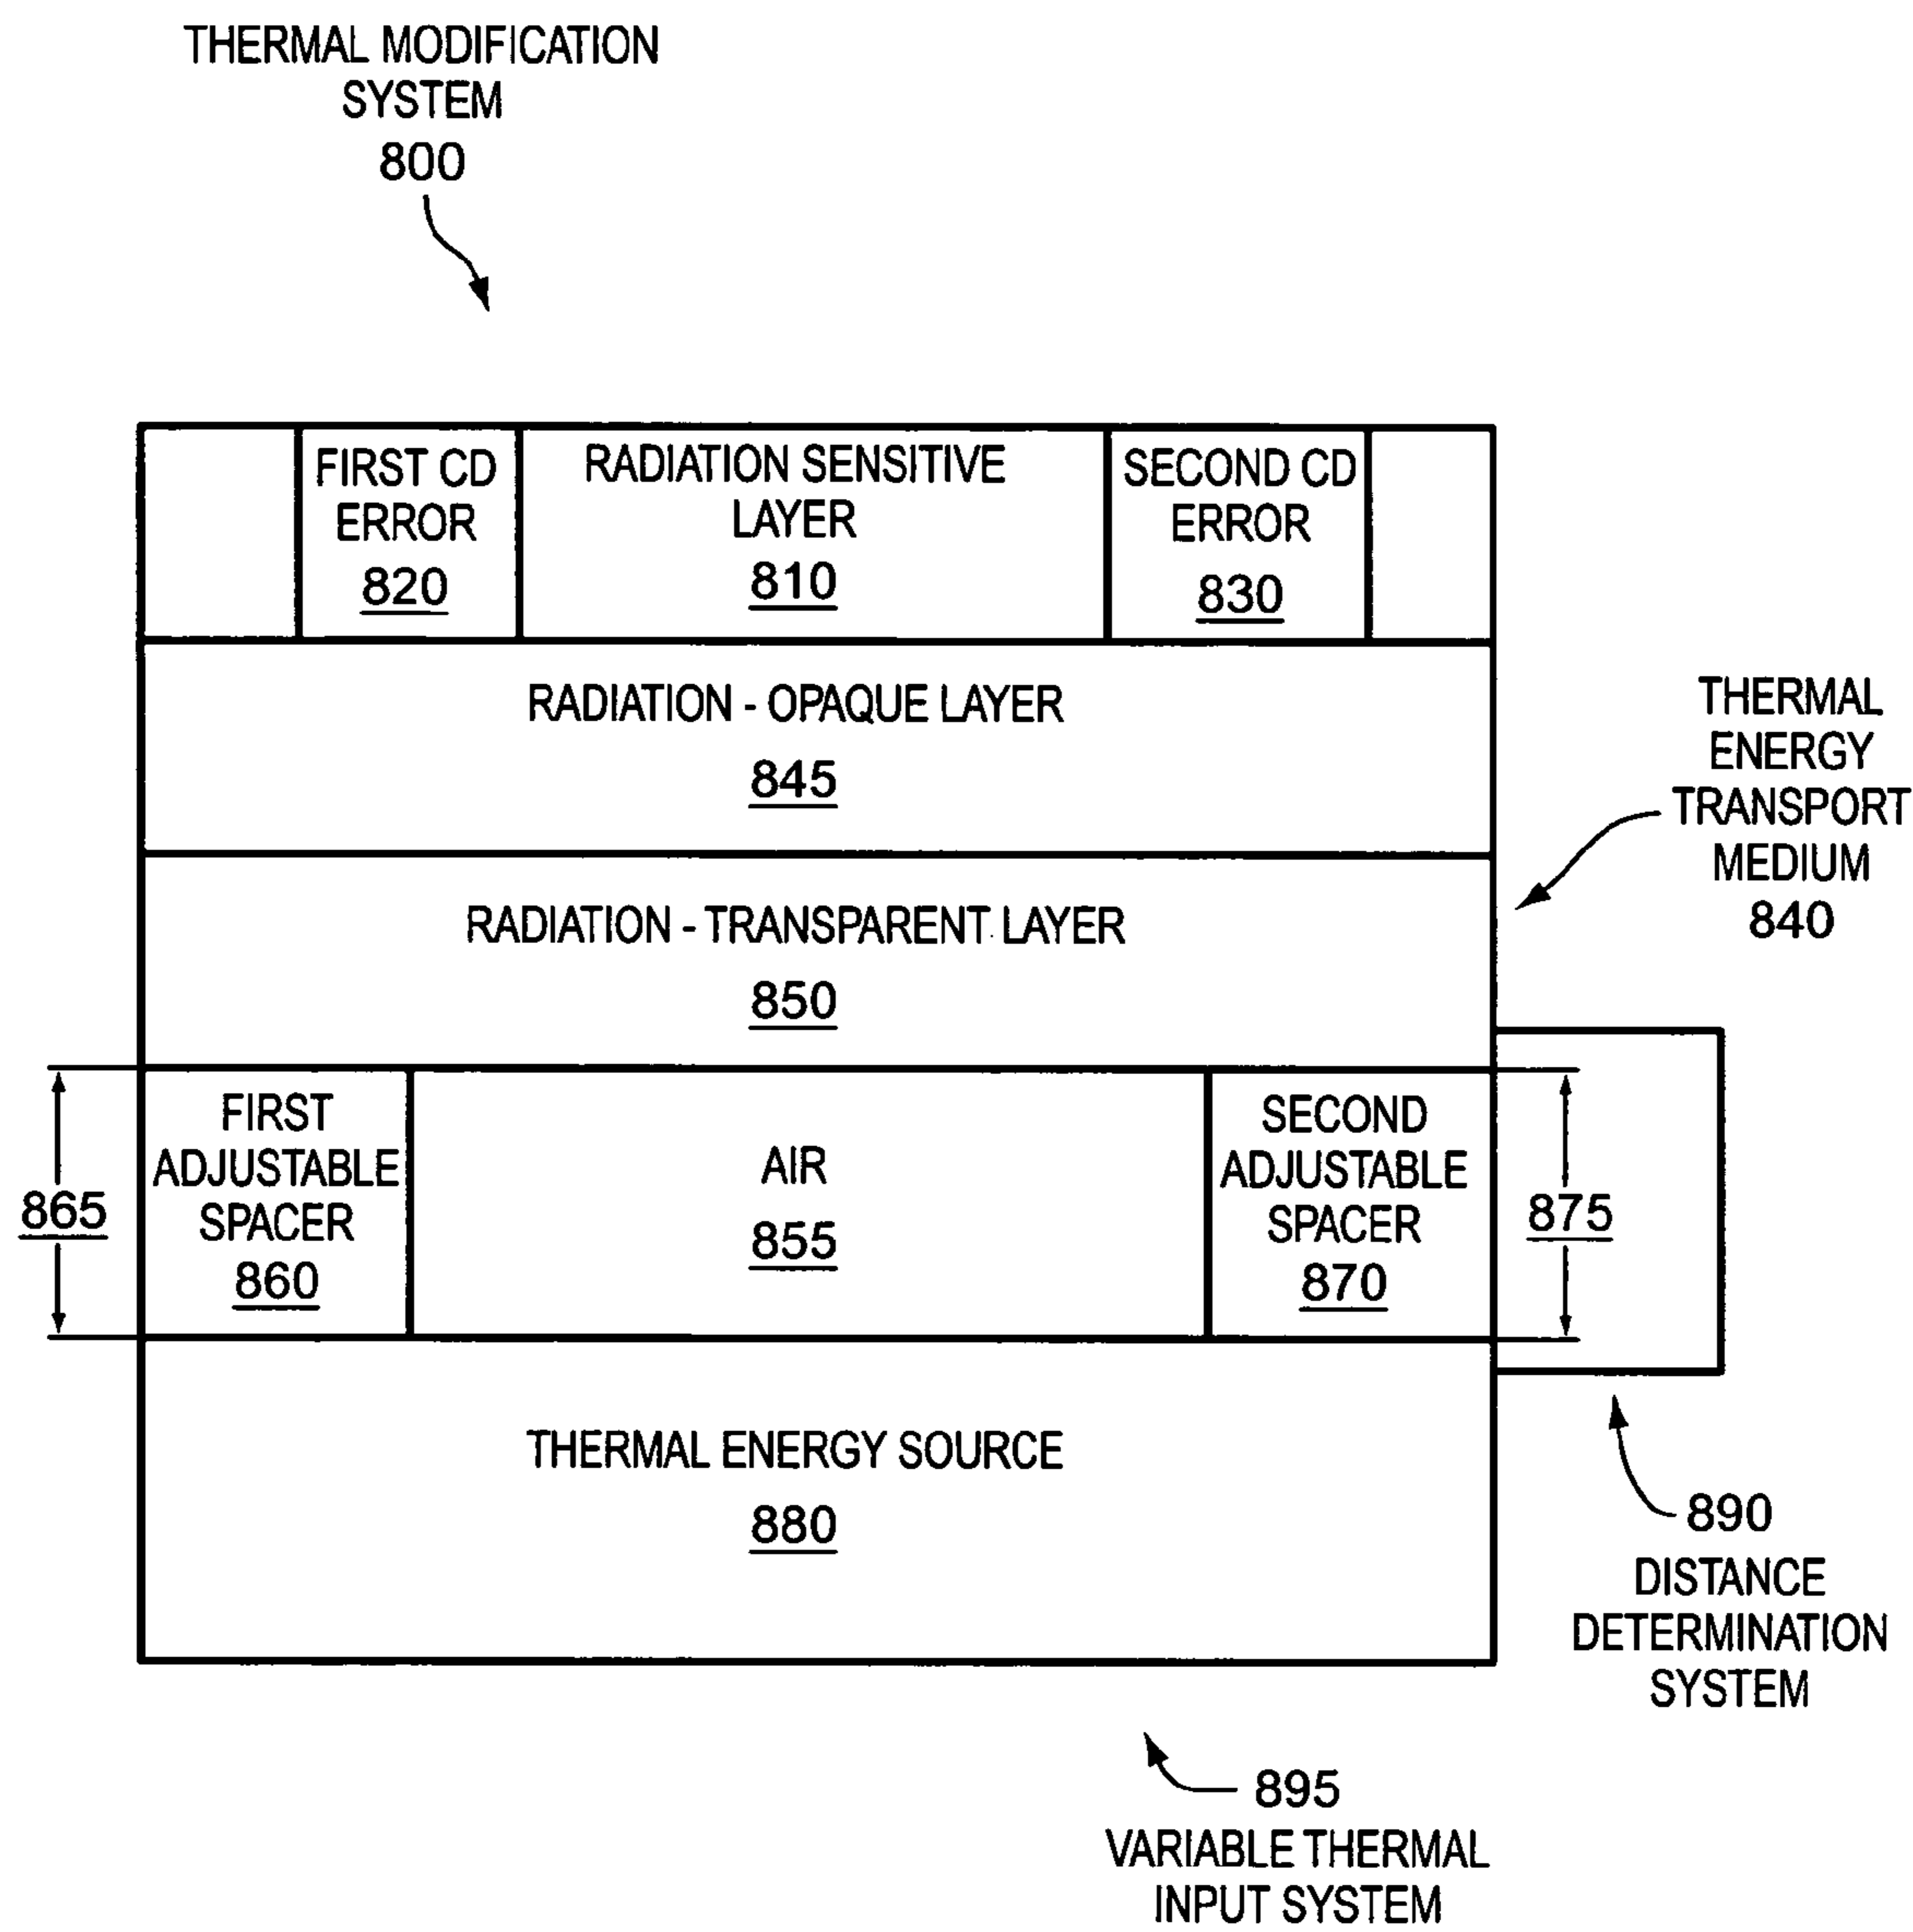 THERMAL MODIFICATION
SYSTEM
800
FIRST CD
ERROR
820
RADIATION SENSITIVE
LAYER
810
SECOND CD
ERROR
830
RADIATION - OPAQUE LAYER
845
THERMAL
ENERGY
TRANSPORT
MEDIUM
840
RADIATION - TRANSPARENT LAYER
850
865
FIRST
ADJUSTABLE
SPACER
860
AIR
855
SECOND
ADJUSTABLE
SPACER
870
875
THERMAL ENERGY SOURCE
880
890
DISTANCE
DETERMINATION
SYSTEM
895
VARIABLE THERMAL
INPUT SYSTEM